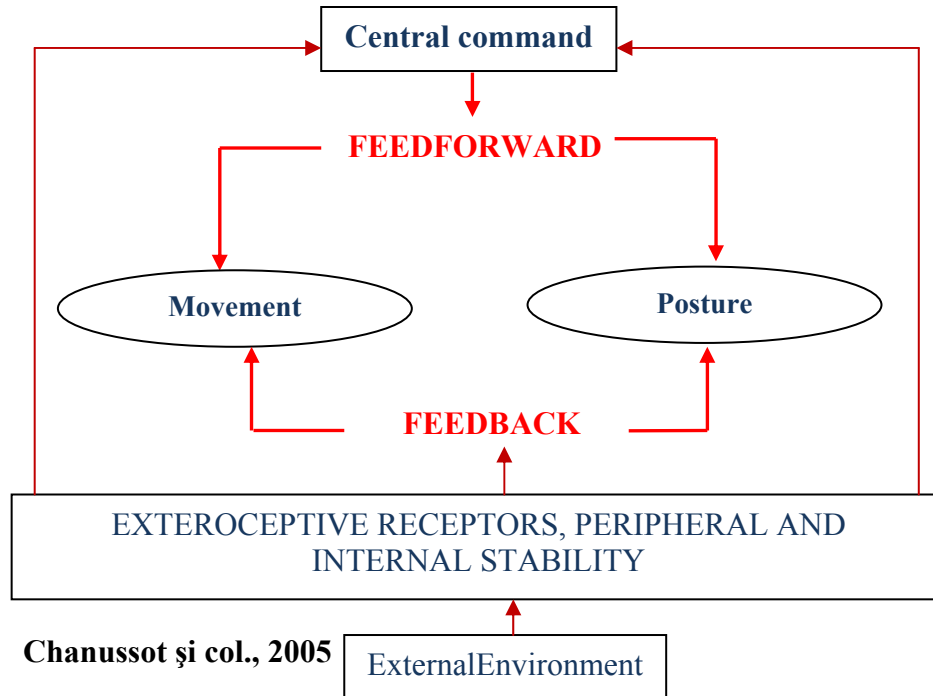 Central command
FEEDFORWARD
Movement
Posture
FEEDBACK
EXTEROCEPTIVE RECEPTORS, PERIPHERAL AND
INTERNAL STABILITY
Chanussot şi col., 2005
ExternalEnvironment